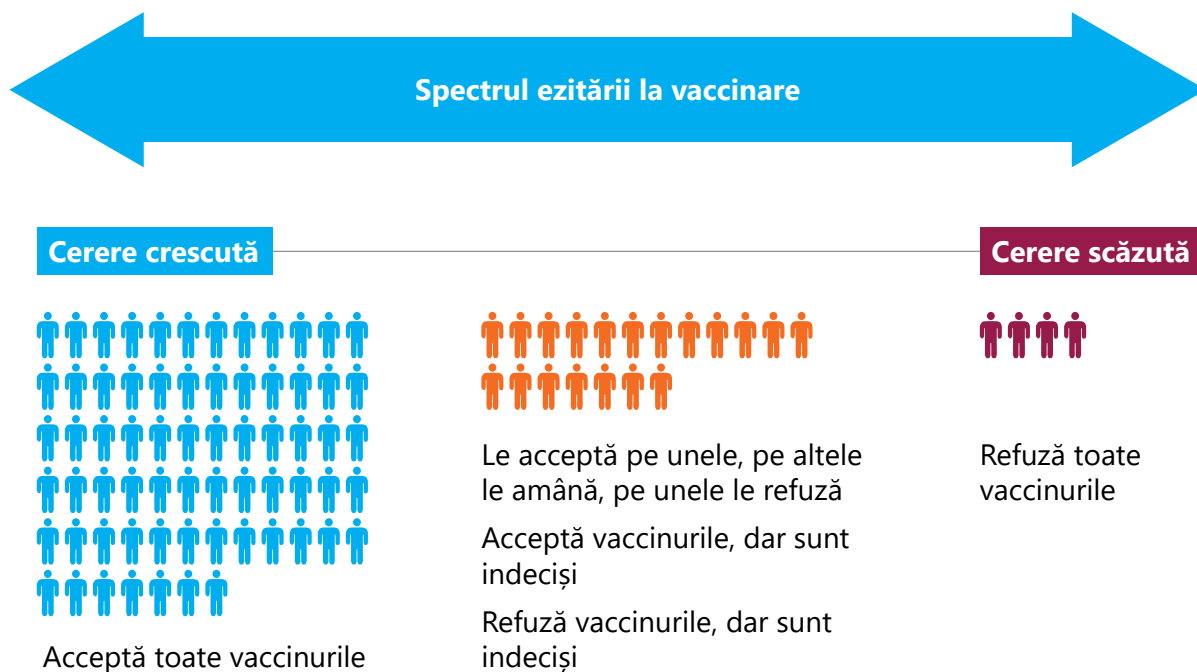 Spectrul ezitării la vaccinare
Cerere crescută
Cerere scăzută
Acceptă toate vaccinurile
Le acceptă pe unele, pe altele
le amână, pe unele le refuză
Acceptă vaccinurile, dar sunt
indeciși
Refuză vaccinurile, dar sunt
indeciși
Refuză toate
vaccinurile